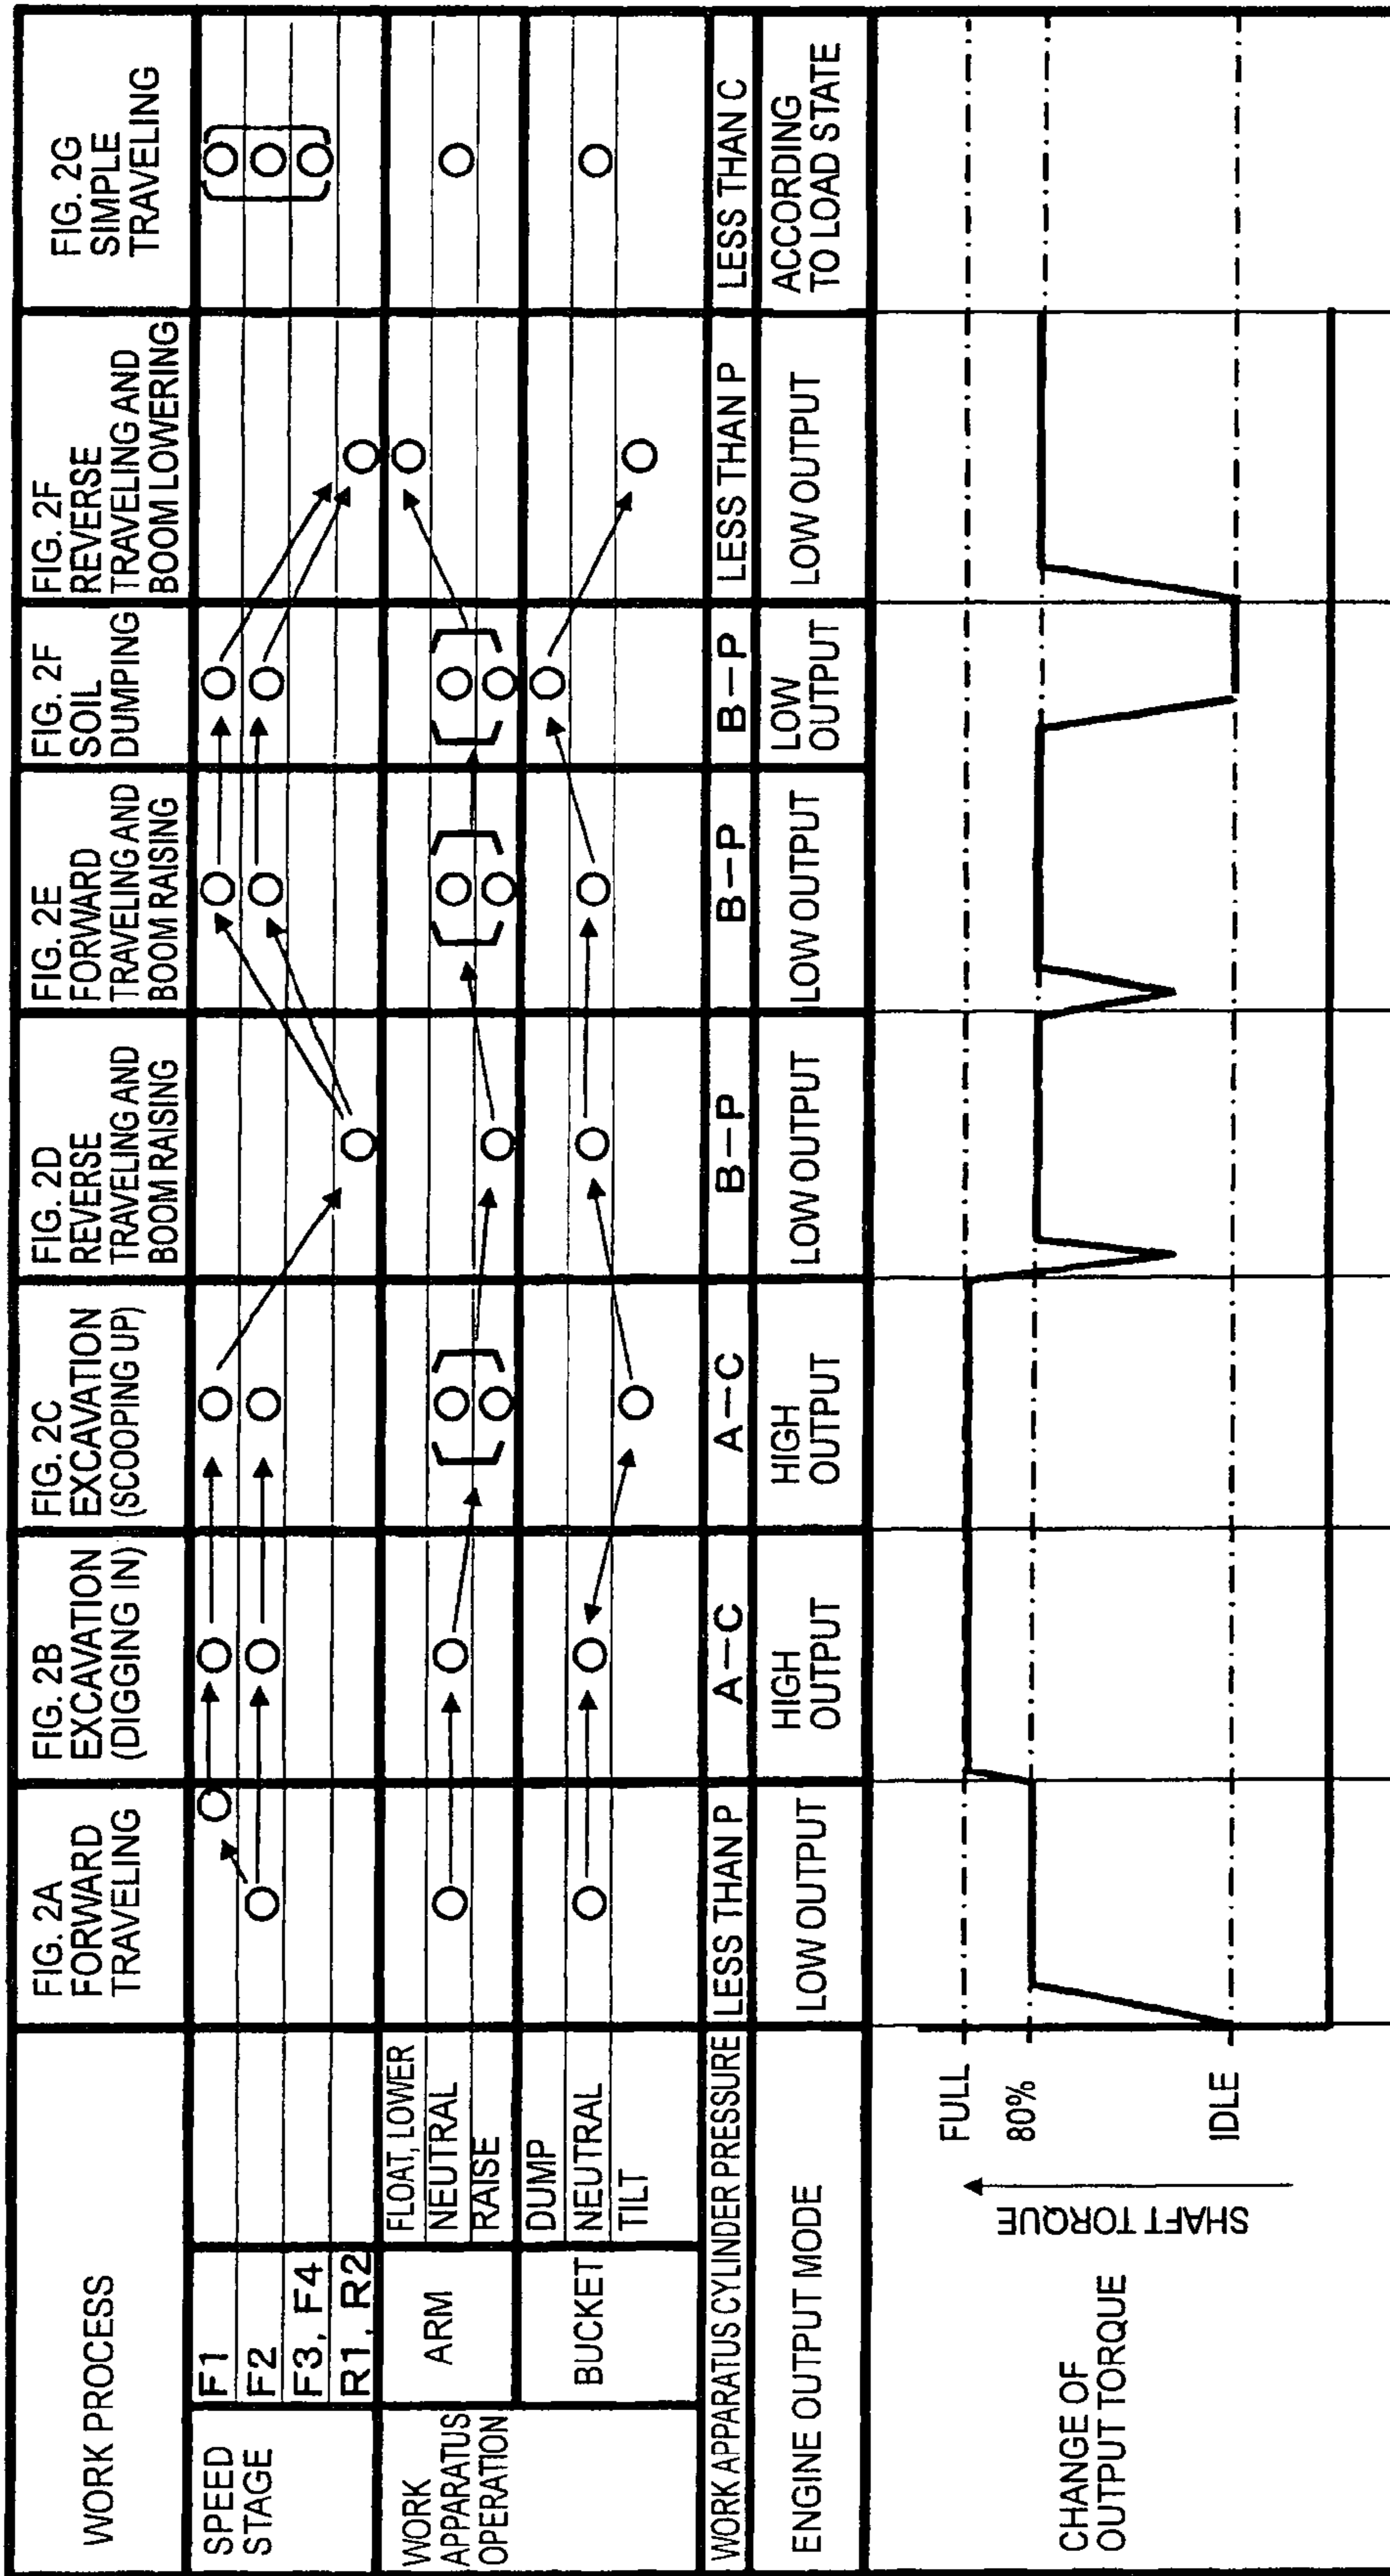 WORK PROCESS
FIG. 2A
FORWARD
TRAVELING
FIG. 2B
EXCAVATION
(DIGGING IN)
FIG. 2C
EXCAVATION
(SCOOPING UP)
FIG. 2D
REVERSE
TRAVELING AND
BOOM RAISING
FIG. 2E
FORWARD
TRAVELING AND
BOOM RAISING
FIG. 2F
SOIL
DUMPING
FIG. 2F
REVERSE
TRAVELING AND
BOOM LOWERING
FIG. 2G
SIMPLE
TRAVELING
SPEED
STAGE
F1
F2
F3, F4
R1, R2
WORK
APPARATUS
OPERATION
ARM
FLOAT, LOWER
NEUTRAL
RAISE
BUCKET
DUMP
NEUTRAL
TILT
WORK APPARATUS CYLINDER PRESSURE
LESS THAN P
A-C
A-C
B-P
B-P
B-P
LESS THAN P
LESS THAN C
ENGINE OUTPUT MODE
LOW OUTPUT
HIGH
OUTPUT
HIGH
OUTPUT
LOW OUTPUT
LOW OUTPUT
LOW
OUTPUT
LOW OUTPUT
ACCORDING
TO LOAD STATE
CHANGE OF
OUTPUT TORQUE
SHAFT TORQUE
FULL
80%
IDLE